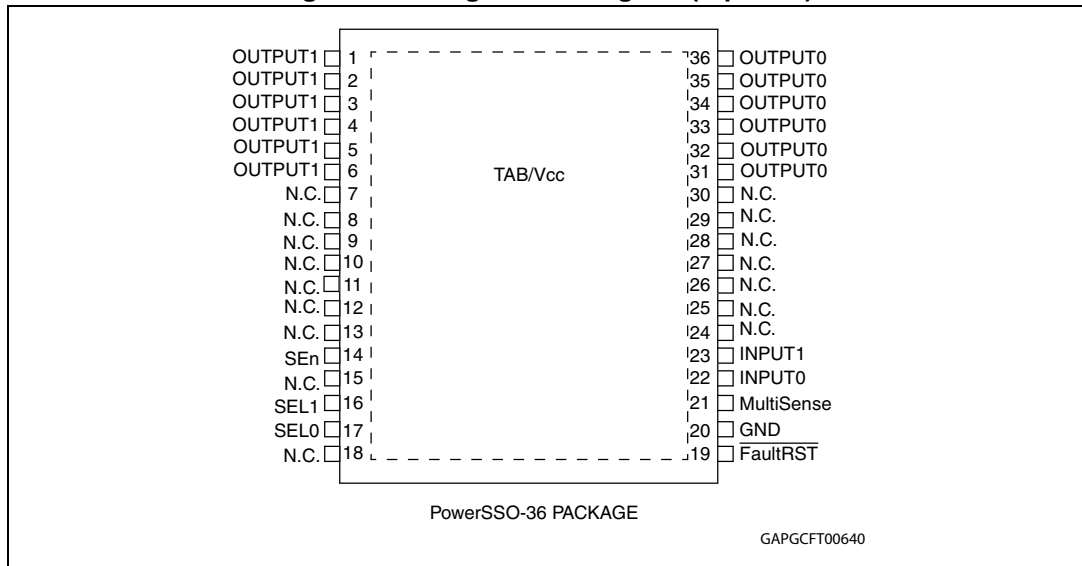 OUTPUT1 1
OUTPUT1 2
OUTPUT1 3
OUTPUT1 4
OUTPUT1 5
OUTPUT1 6
N.C. 7
N.C. 8
N.C. 9
N.C. 10
N.C. 11
N.C. 12
N.C. 13
SEn 14
N.C. 15
SEL1 16
SEL0 17
N.C. 18
TAB/Vcc
36 OUTPUT0
35 OUTPUT0
34 OUTPUT0
33 OUTPUT0
32 OUTPUT0
31 OUTPUT0
30 N.C.
29 N.C.
28 N.C.
27 N.C.
26 N.C.
25 N.C.
24 N.C.
23 INPUT1
22 INPUT0
21 MultiSense
20 GND
19 FaultRST
PowerSSO-36 PACKAGE
GAPGCFT00640